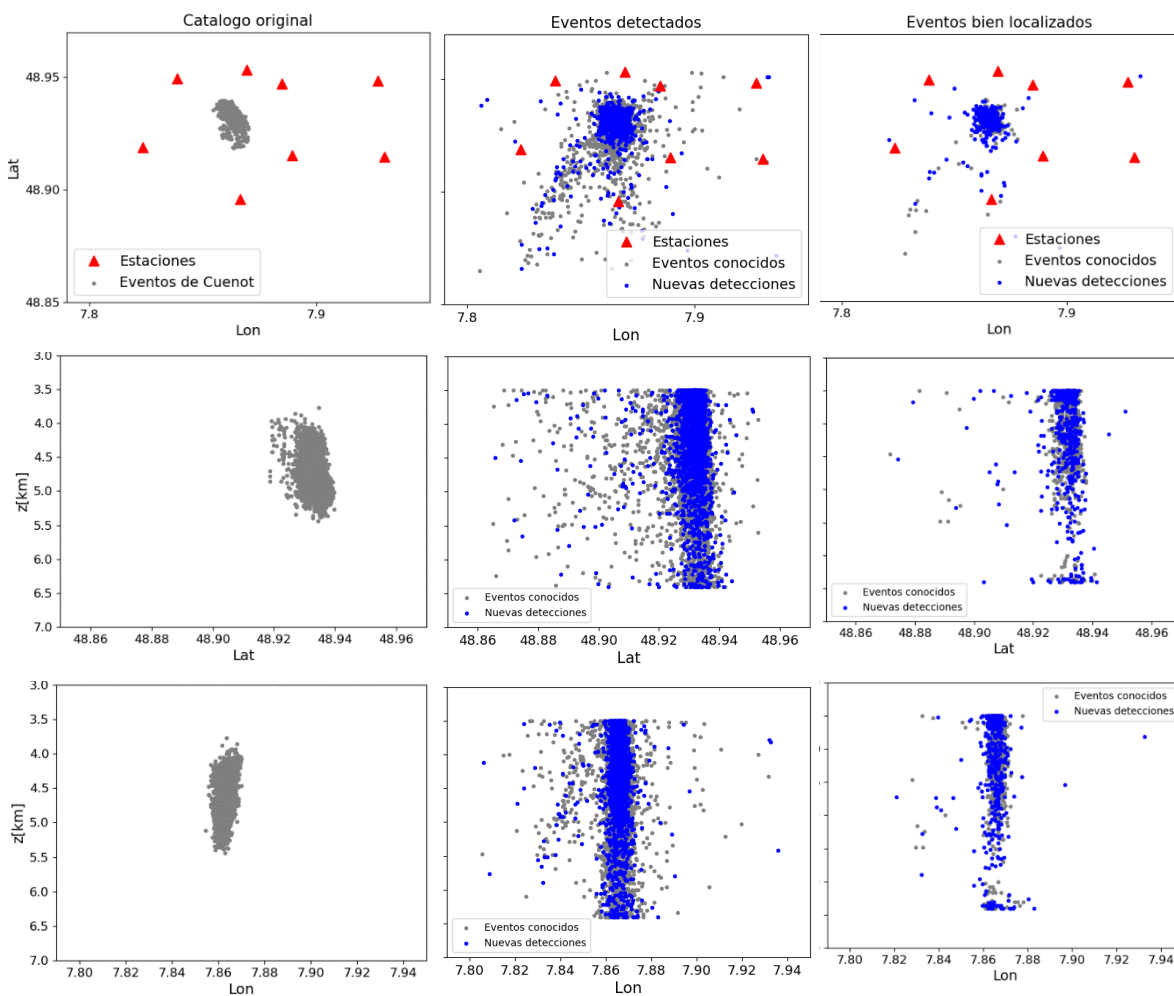 Catalogo original
Eventos detectados
Eventos bien localizados
48.95
48.90
48.85
Lat
7.8
7.9
Lon
Estaciones
Eventos de Cuenot
7.8
7.9
Lon
Estaciones
Eventos conocidos
Nuevas detecciones
7.8
7.9
Lon
Estaciones
Eventos conocidos
Nuevas detecciones
3.0
3.5
4.0
4.5
5.0
5.5
6.0
6.5
7.0
z[km]
48.86
48.88
48.90
48.92
48.94
48.96
Lat
Eventos conocidos
Nuevas detecciones
48.86
48.88
48.90
48.92
48.94
48.96
Lat
Eventos conocidos
Nuevas detecciones
48.86
48.88
48.90
48.92
48.94
48.96
Lat
3.0
3.5
4.0
4.5
5.0
5.5
6.0
6.5
7.0
z[km]
7.80
7.82
7.84
7.86
7.88
7.90
7.92
7.94
Lon
Eventos conocidos
Nuevas detecciones
7.80
7.82
7.84
7.86
7.88
7.90
7.92
7.94
Lon
Eventos conocidos
Nuevas detecciones
7.80
7.82
7.84
7.86
7.88
7.90
7.92
7.94
Lon